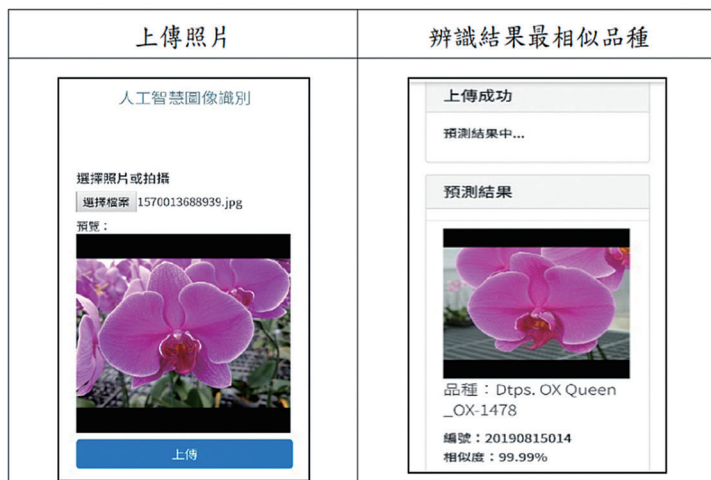 上傳照片
辨識結果最相似品種
人工智慧圖像識別
選擇照片或拍攝
選擇檔案 1570013688939.jpg
預覽：
上傳
上傳成功
預測結果中...
預測結果
品種：Dtps. OX Queen
_OX-1478
編號：20190815014
相似度：99.99%